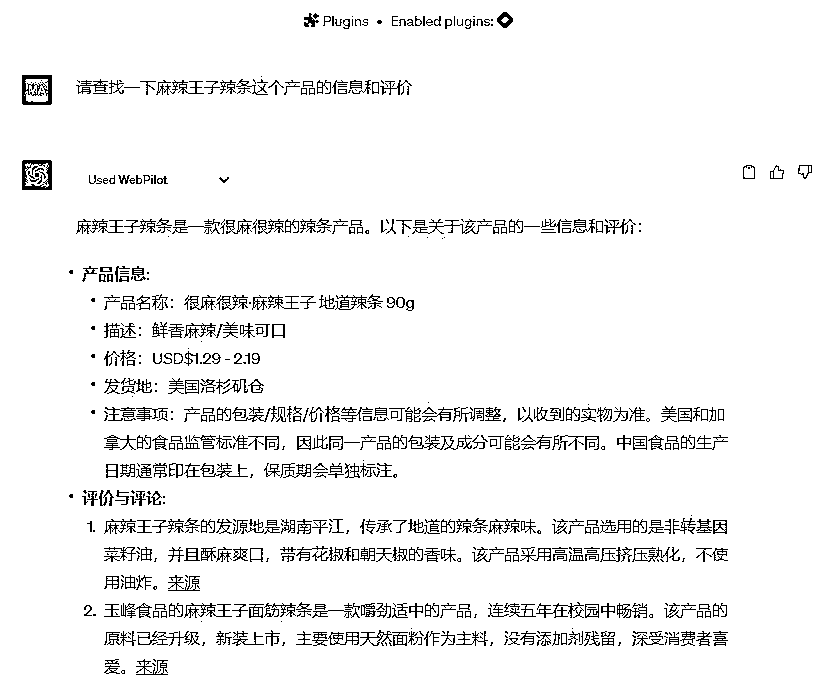 Plugins • Enabled plugins:
请查找一下麻辣王子辣条这个产品的信息和评价
Used WebPilot
麻辣王子辣条是一款很麻很辣的辣条产品。以下是关于该产品的一些信息和评价：
• 产品信息:
• 产品名称：很麻很辣·麻辣王子 地道辣条 90g
• 描述：鲜香麻辣/美味可口
• 价格：USD$1.29 - 2.19
• 发货地：美国洛杉矶仓
• 注意事项：产品的包装/规格/价格等信息可能会有所调整，以收到的实物为准。美国和加
拿大的食品监管标准不同，因此同一产品的包装及成分可能会有所不同。中国食品的生产
日期通常印在包装上，保质期会单独标注。
• 评价与评论:
1. 麻辣王子辣条的发源地是湖南平江，传承了地道的辣条麻辣味。该产品选用的是非转基因
菜籽油，并且酥麻爽口，带有花椒和朝天椒的香味。该产品采用高温高压挤压熟化，不使
用油炸。来源
2. 玉峰食品的麻辣王子面筋辣条是一款嚼劲适中的产品，连续五年在校园中畅销。该产品的
原料已经升级，新装上市，主要使用天然面粉作为主料，没有添加剂残留，深受消费者喜
爱。来源